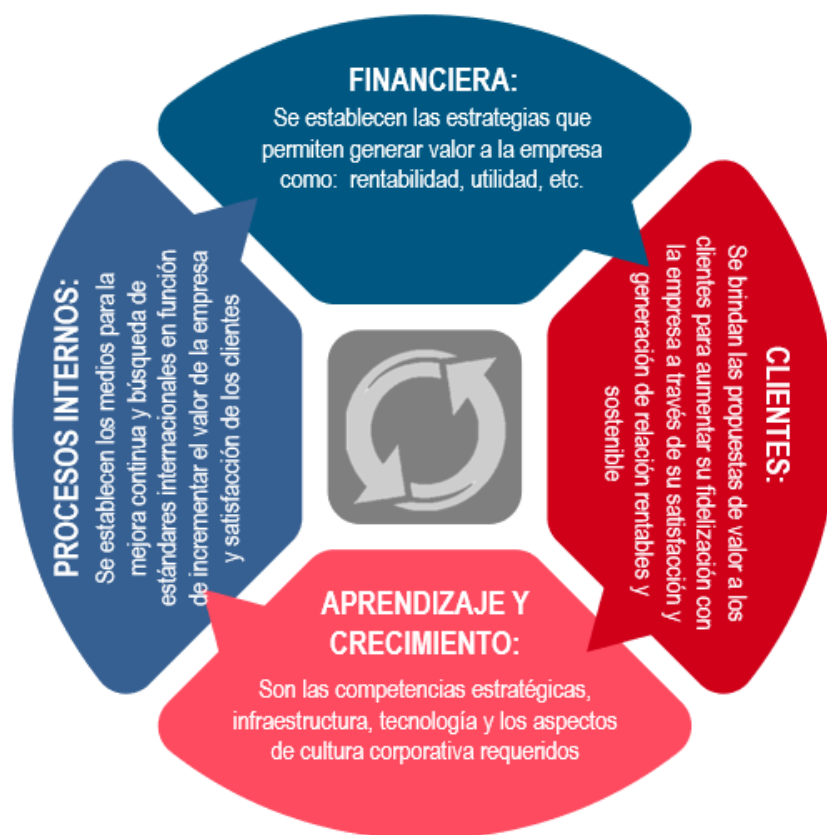 FINANCIERA:
Se establecen las estrategias que
permiten generar valor a la empresa
como: rentabilidad, utilidad, etc.
CLIENTES:
Se brindan las propuestas de valor a los
clientes para aumentar su fidelización con
la empresa a través de su satisfacción y
generación de relación rentables y
sostenible
APRENDIZAJE Y
CRECIMIENTO:
Son las competencias estratégicas,
infraestructura, tecnología y los aspectos
de cultura corporativa requeridos
PROCESOS INTERNOS:
Se establecen los medios para la
mejora continua y búsqueda de
estándares internacionales en función
de incrementar el valor de la empresa
y satisfacción de los clientes